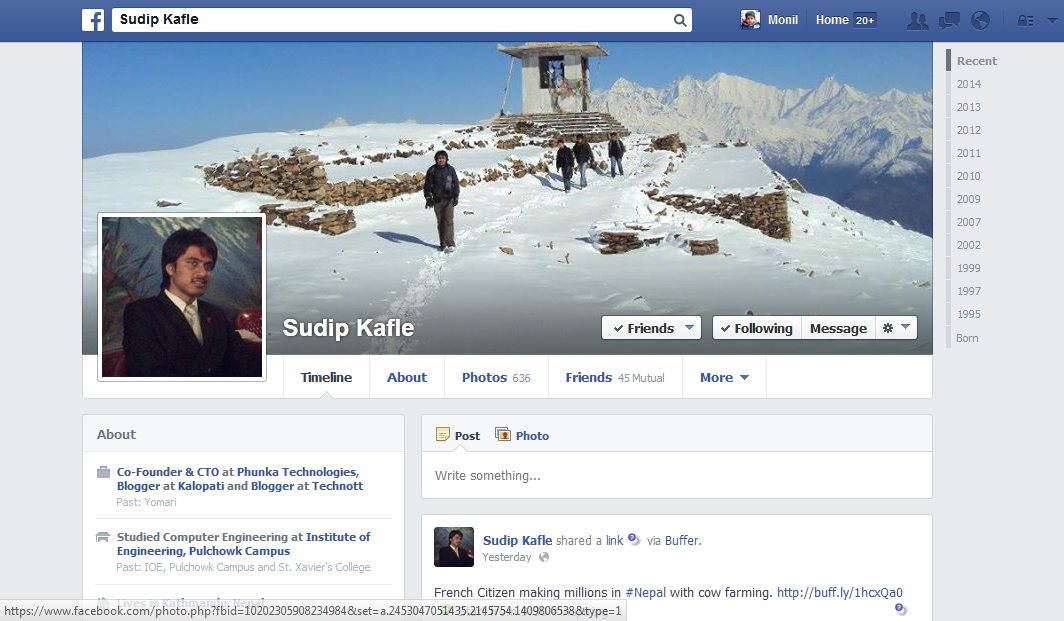 Sudip Kafle
Monil
Home 20+
Recent
2014
2013
2012
2011
2010
2009
2007
2002
1999
1997
1995
Born
Sudip Kafle
Friends
Following
Message
Timeline
About
Photos 636
Friends 45 Mutual
More
About
Co-Founder & CTO at Phunka Technologies,
Blogger at Kalopati and Blogger at Technott
Past: Yomari
Studied Computer Engineering at Institute of
Engineering, Pulchowk Campus
Past: IOE, Pulchowk Campus and St. Xavier's College
Lives in Kathmandu, Nepal
Post
Photo
Write something...
Sudip Kafle shared a link via Buffer.
Yesterday
French Citizen making millions in #Nepal with cow farming. http://buff.ly/1hcxQa0
https://www.facebook.com/photo.php?fbid=10202305908234984&set=a.2453047051435.2145754.1409806538&type=1